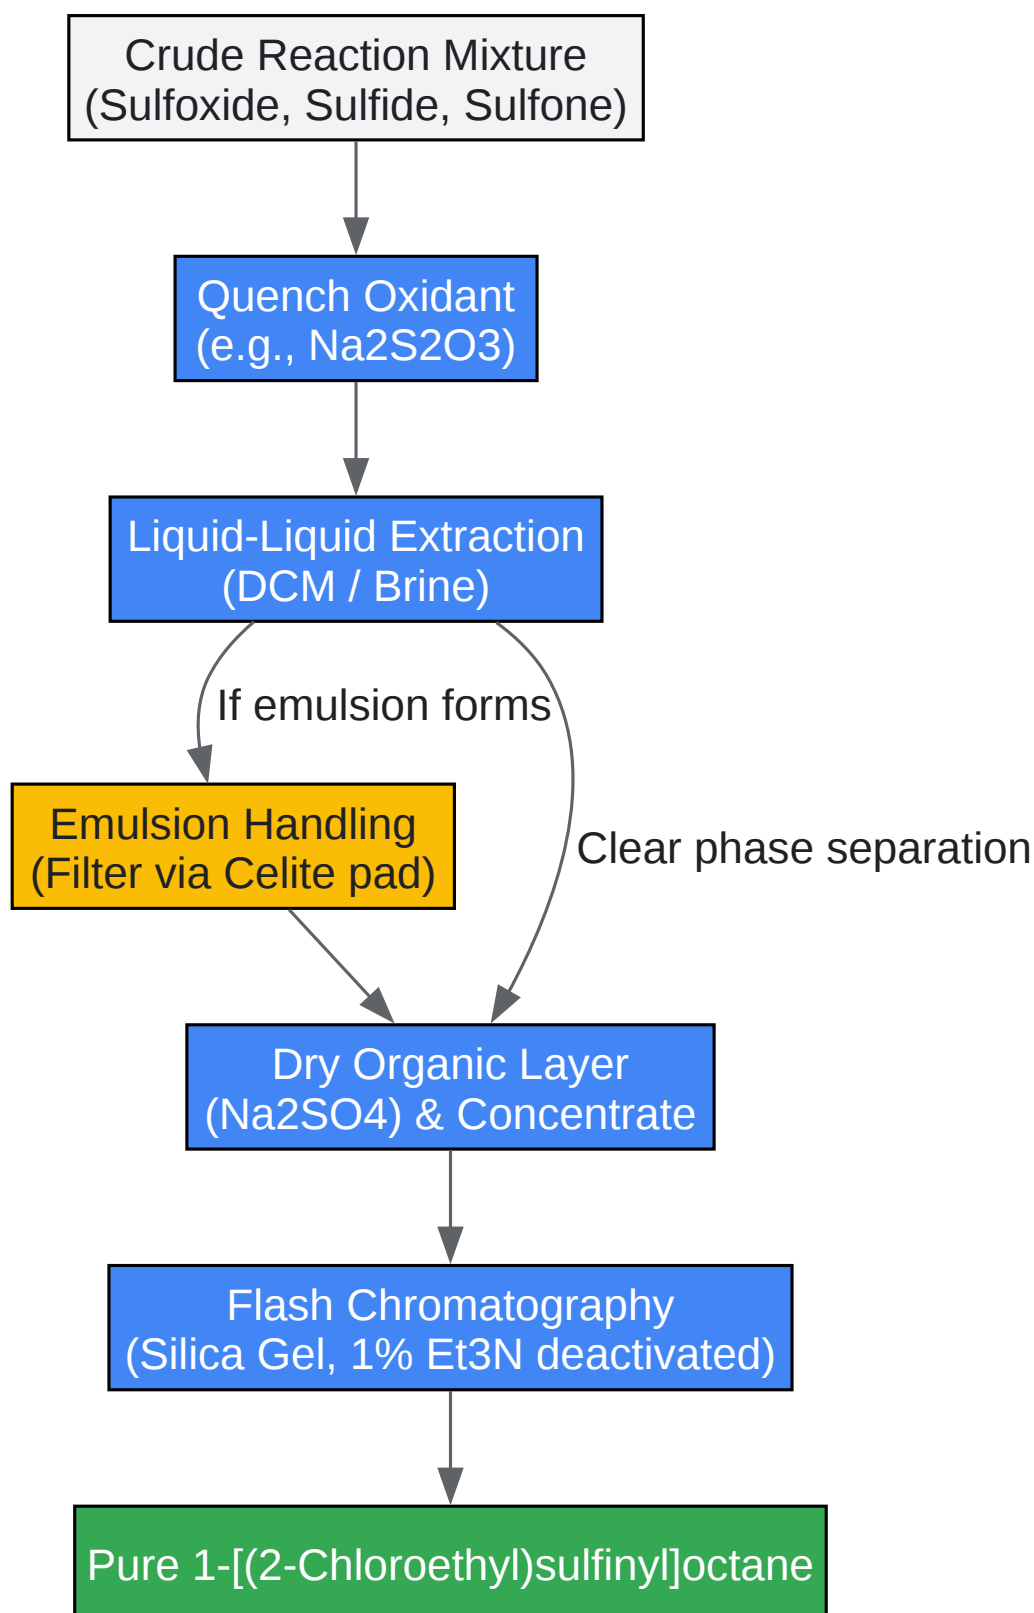 Crude Reaction Mixture
(Sulfoxide, Sulfide, Sulfone)
Quench Oxidant
(e.g., Na2S2O3)
Liquid-Liquid Extraction
(DCM / Brine)
If emulsion forms
Emulsion Handling
(Filter via Celite pad)
Clear phase separation
Dry Organic Layer
(Na2SO4) & Concentrate
Flash Chromatography
(Silica Gel, 1% Et3N deactivated)
Pure 1-[(2-Chloroethyl)sulfinyl]octane